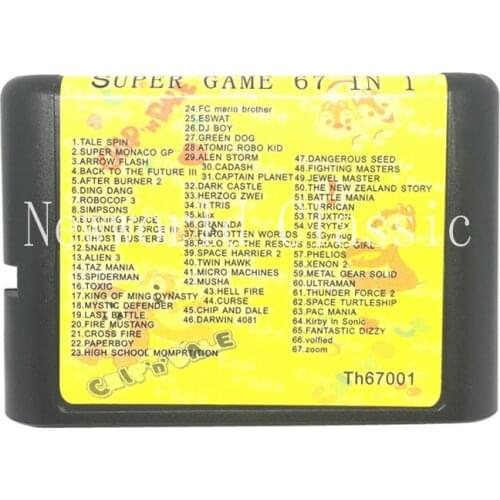 SUPER GAME 67 IN 1
1.TALE SPIN
2.SUPER MONACO GP
3.ARROW FLASH
4.BACK TO THE FUTURE III
5.AFTER BURNER 2
6.DING DANG
7.ROBOCOP 3
8.SIMPSONS
9.BURNING FORCE
10.THUNDER FORCE III
11.GHOST BUSTERS
12.SNAKE
13.ALIEN 3
14.TAZ MANIA
15.SPIDERMAN
16.TOXIC
17.KING OF MING DYNASTY
18.MYSTIC DEFENDER
19.LAST BATTLE
20.FIRE MUSTANG
21.CROSS FIRE
22.PAPERBOY
23.HIGH SCHOOL MOMPRTITION
24.FC mario brother
25.ESWAT
26.DJ BOY
27.GREEN DOG
28.ATOMIC ROBO KID
29.ALEN STORM
30.CADASH
31.CAPTAIN PLANET
32.DARK CASTLE
33.HERZOG ZWEI
34.TETRIS
35.klax
36.GRANADA
37.FORGOTTEN WORLDS
38.ROLO TO THE RESCUE
39.SPACE HARRIER 2
40.TWIN HAWK
41.MICRO MACHINES
42.MUSHA
43.HELL FIRE
44.CURSE
45.CHIP AND DALE
46.DARWIN 4081
47.DANGEROUS SEED
48.FIGHTING MASTERS
49.JEWEL MASTER
50.THE NEW ZEALAND STORY
51.BATTLE MANIA
52.TURRICAN
53.TRUXTON
54.VERYTEX
55.Gynoug
56.MAGIC GIRL
57.PHELIOS
58.XENON 2
59.METAL GEAR SOLID
60.ULTRAMAN
61.THUNDER FORCE 2
62.SPACE TURTLESHIP
63.PAC MANIA
64.Kirby in Sonic
65.FANTASTIC DIZZY
66.volfied
67.zoom
CHIP'n'DALE
Th67001